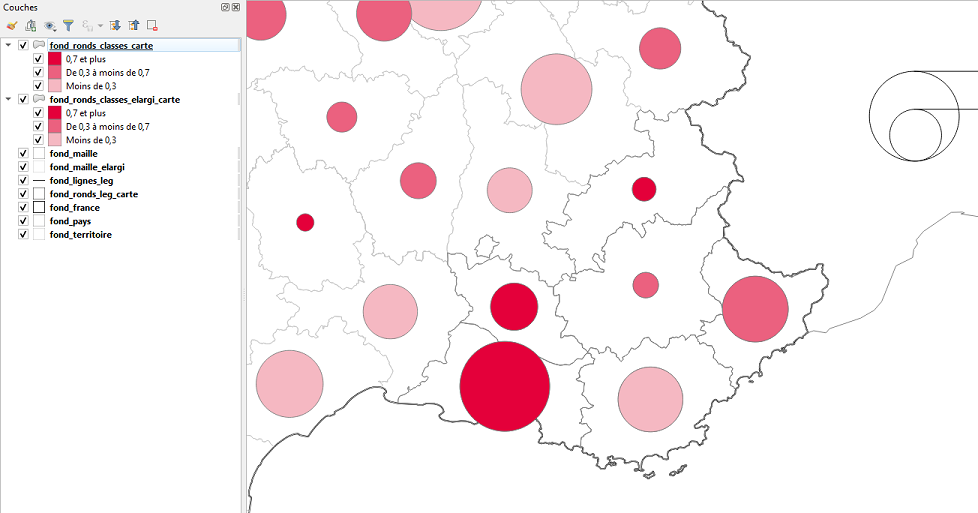 Couches
fond_ronds_classes_carte
0,7 et plus
De 0,3 à moins de 0,7
Moins de 0,3
fond_ronds_classes_elargi_carte
0,7 et plus
De 0,3 à moins de 0,7
Moins de 0,3
fond_maille
fond_maille_elargi
fond_lignes_leg
fond_ronds_leg_carte
fond_france
fond_pays
fond_territoire